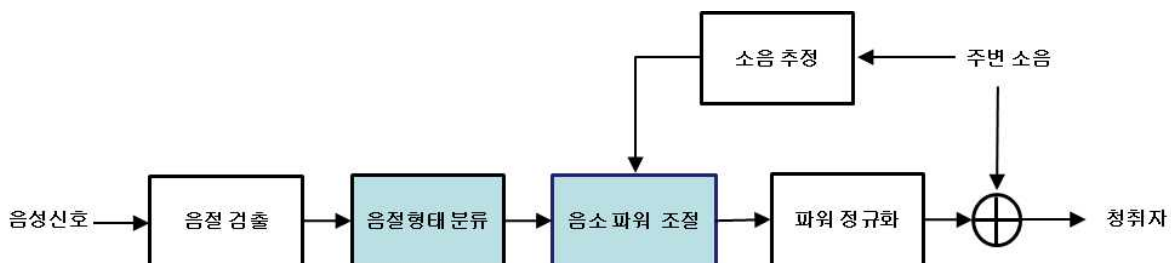 소음 추정
주변 소음
음성신호
음절 검출
음절형태 분류
음소 파워 조절
파워 정규화
청취자